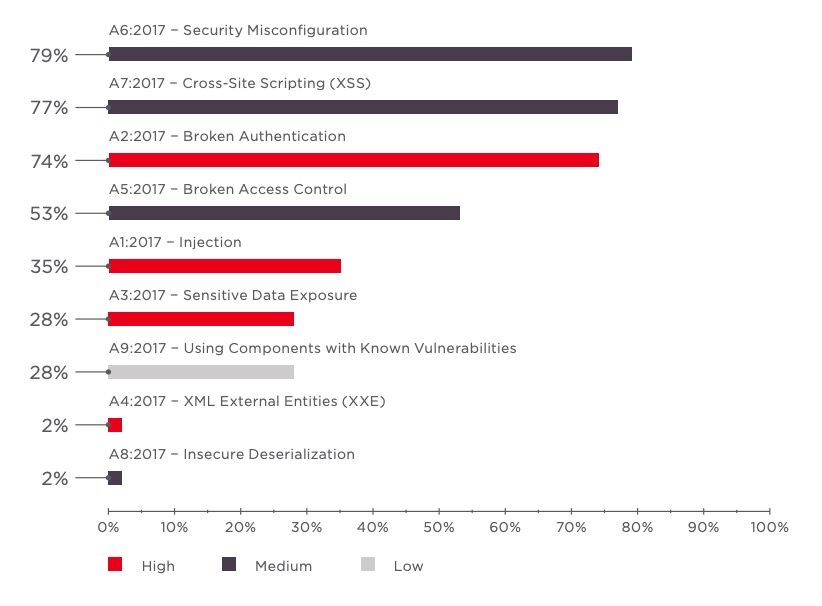 A6:2017 – Security Misconfiguration
79%
A7:2017 – Cross-Site Scripting (XSS)
77%
A2:2017 – Broken Authentication
74%
A5:2017 – Broken Access Control
53%
A1:2017 – Injection
35%
A3:2017 – Sensitive Data Exposure
28%
A9:2017 – Using Components with Known Vulnerabilities
28%
A4:2017 – XML External Entities (XXE)
2%
A8:2017 – Insecure Deserialization
2%
0% 10% 20% 30% 40% 50% 60% 70% 80% 90% 100%
High Medium Low